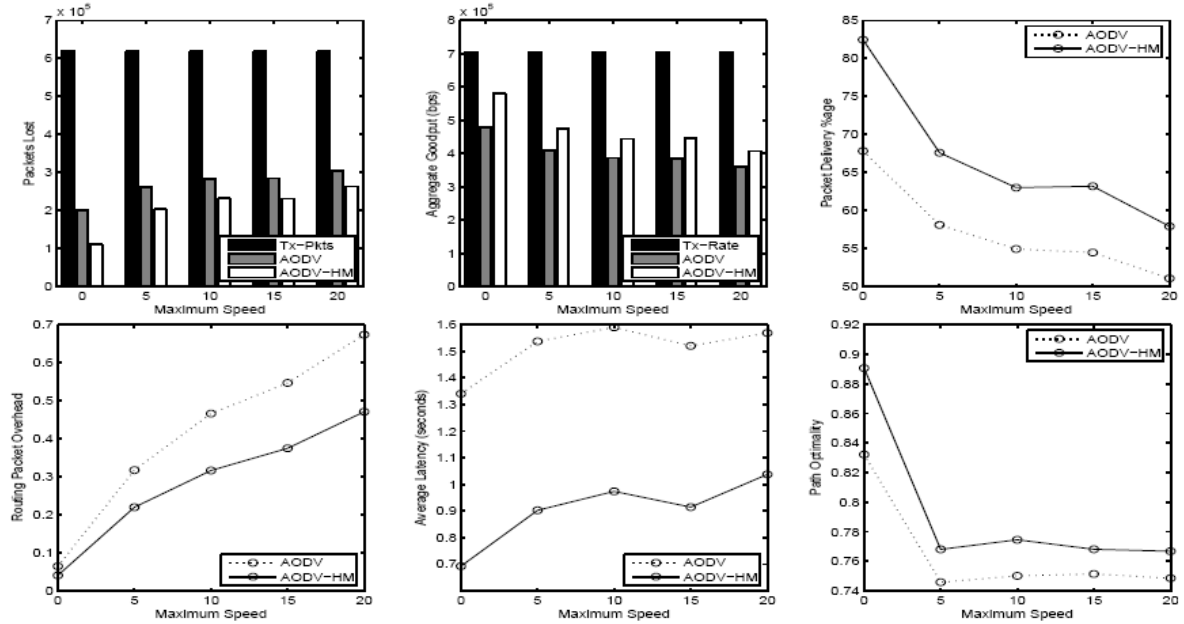 x 10^5
7
6
5
4
3
2
1
0
Packets Lost
Tx-Pkts
AODV
AODV-HM
0 5 10 15 20
Maximum Speed
x 10^5
8
7
6
5
4
3
2
1
0
Aggregate Goodput (bps)
Tx-Rate
AODV
AODV-HM
0 5 10 15 20
Maximum Speed
85
80
75
70
65
60
55
50
Packet Delivery %age
AODV
AODV-HM
0 5 10 15 20
Maximum Speed
0.7
0.6
0.5
0.4
0.3
0.2
0.1
0
Routing Packet Overhead
AODV
AODV-HM
0 5 10 15 20
Maximum Speed
1.6
1.5
1.4
1.3
1.2
1.1
1
0.9
0.8
0.7
Average Latency (seconds)
AODV
AODV-HM
0 5 10 15 20
Maximum Speed
0.92
0.9
0.88
0.86
0.84
0.82
0.8
0.78
0.76
0.74
Path Optimality
AODV
AODV-HM
0 5 10 15 20
Maximum Speed